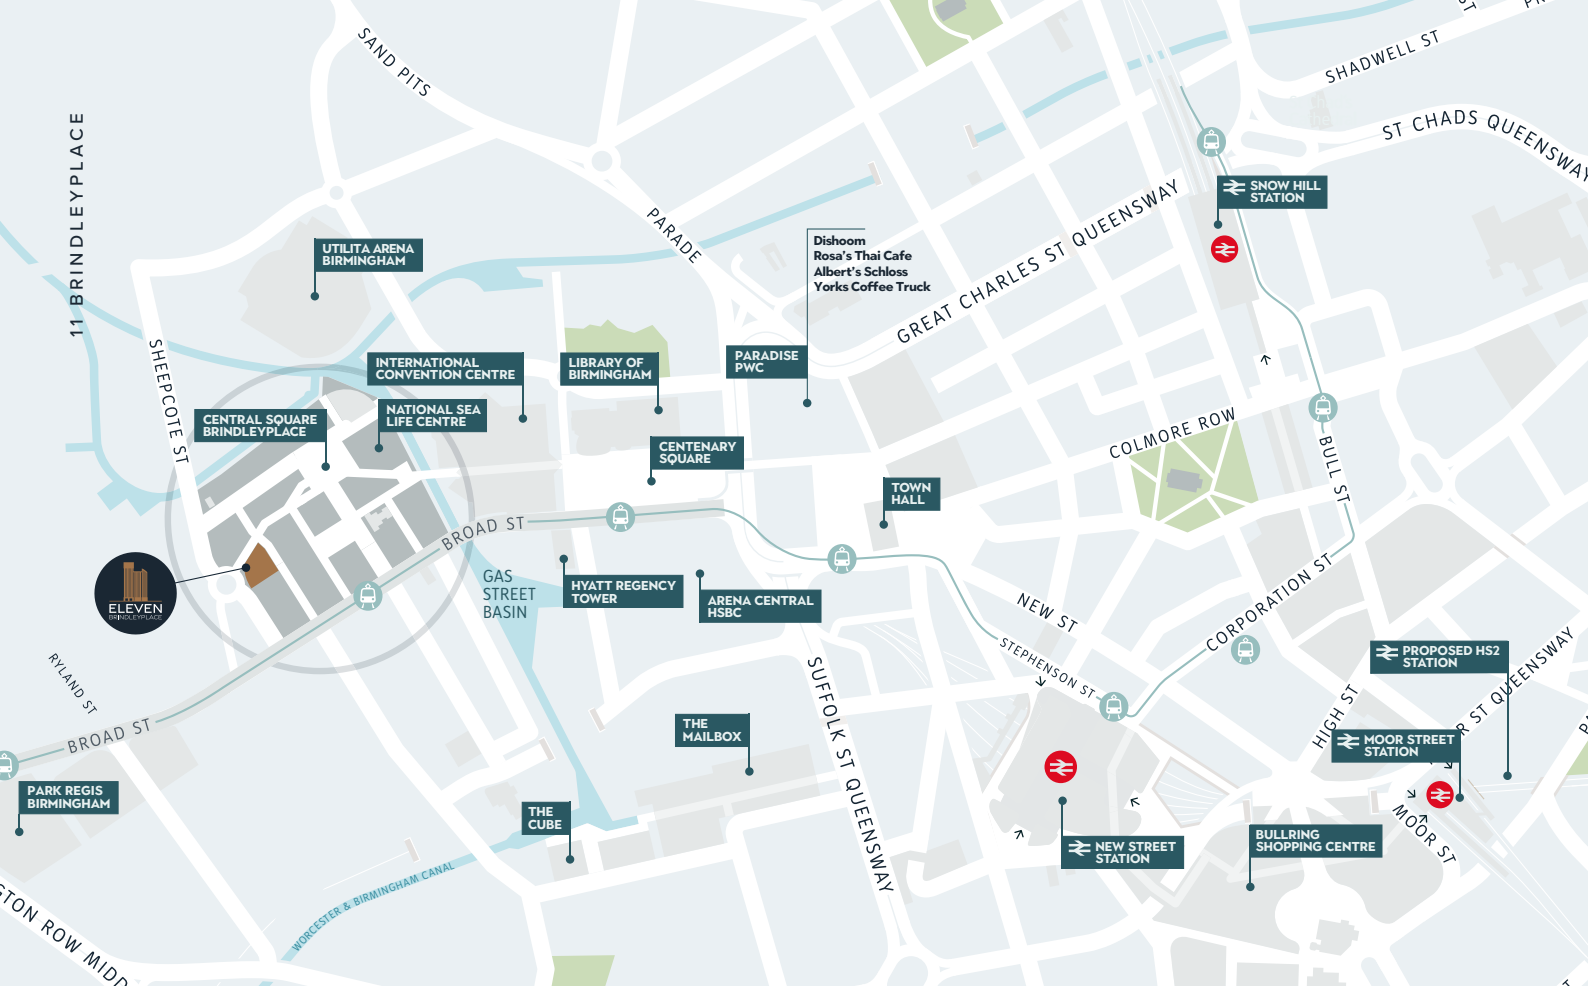 11 BRINDLEYPLACE
SAND PITS
PARADE
SHADWELL ST
ST CHADS QUEENSWAY
SNOW HILL
STATION
GREAT CHARLES ST QUEENSWAY
UTILITA ARENA
BIRMINGHAM
Dishoom
Rosa's Thai Cafe
Albert's Schloss
Yorks Coffee Truck
SHEEPCOTE ST
INTERNATIONAL
CONVENTION CENTRE
LIBRARY OF
BIRMINGHAM
PARADISE
PWC
CENTRAL SQUARE
BRINDLEYPLACE
NATIONAL SEA
LIFE CENTRE
CENTENARY
SQUARE
COLMORE ROW
BULL ST
TOWN
HALL
BROAD ST
GAS
STREET
BASIN
HYATT REGENCY
TOWER
ARENA CENTRAL
HSBC
ELEVEN
BRINDLEYPLACE
NEW ST
STEPHENSON ST
CORPORATION ST
PROPOSED HS2
STATION
R ST QUEENSWAY
RYLAND ST
BROAD ST
SUFFOLK ST QUEENSWAY
HIGH ST
THE
MAILBOX
MOOR STREET
STATION
PARK REGIS
BIRMINGHAM
THE
CUBE
MOOR ST
NEW STREET
STATION
BULLRING
SHOPPING CENTRE
WORCESTER & BIRMINGHAM CANAL
GTON ROW MIDD